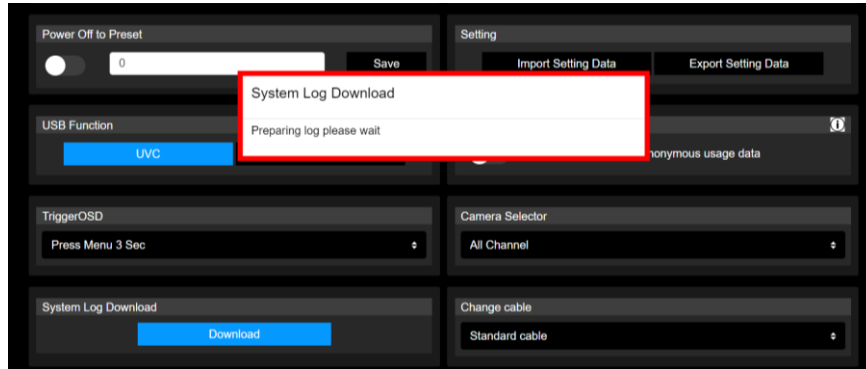 Power Off to Preset
0
Save
Setting
Import Setting Data
Export Setting Data
System Log Download
Preparing log please wait
USB Function
UVC
nonymous usage data
TriggerOSD
Press Menu 3 Sec
Camera Selector
All Channel
System Log Download
Download
Change cable
Standard cable